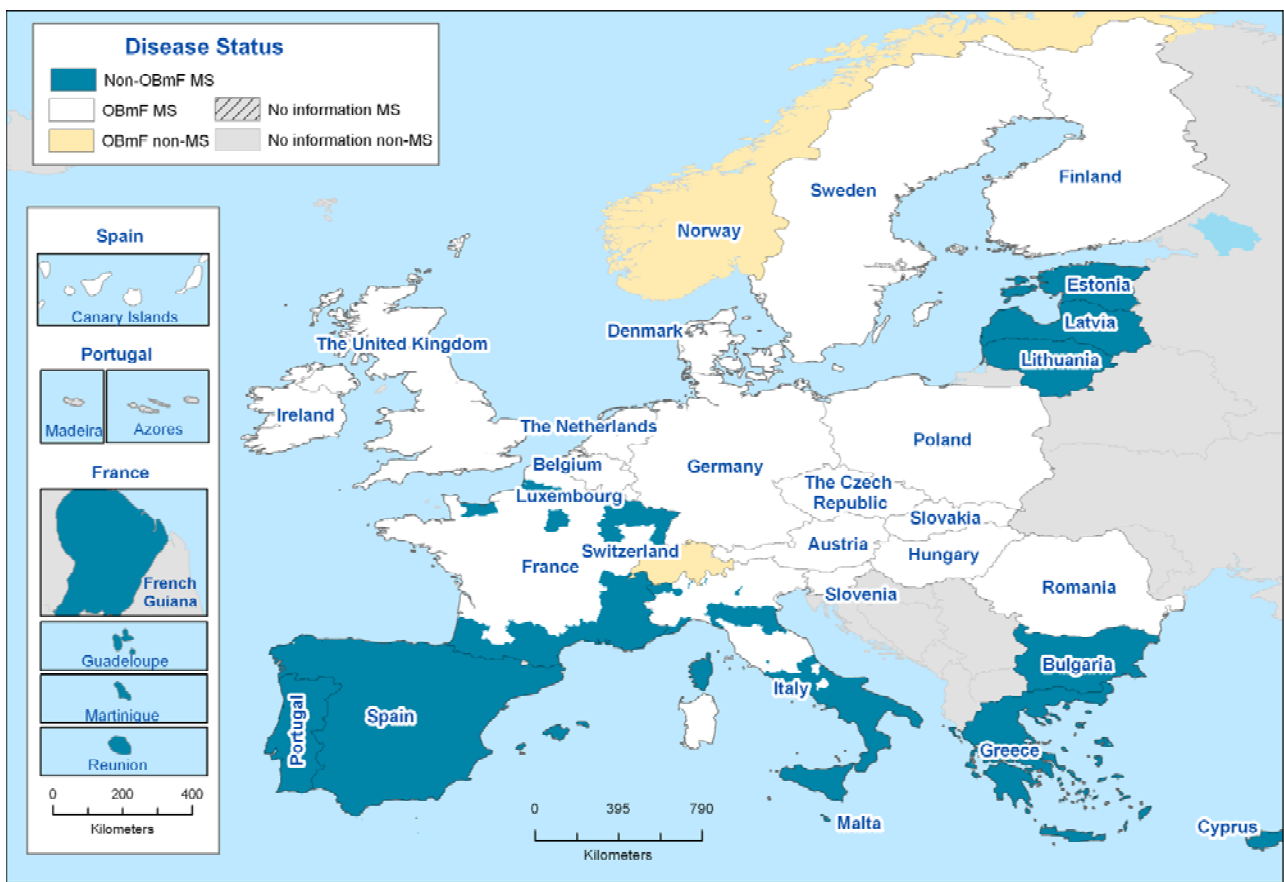 Disease Status
Non-OBmF MS
OBmF MS
No information MS
OBmF non-MS
No information non-MS
Spain
Canary Islands
Portugal
Madeira
Azores
France
French
Guiana
Guadeloupe
Martinique
Reunion
0 200 400
Kilometers
Sweden
Finland
Norway
Estonia
Latvia
Lithuania
Denmark
The United Kingdom
Ireland
The Netherlands
Belgium
Luxembourg
Germany
Poland
The Czech
Republic
Slovakia
Austria
Hungary
Switzerland
France
Slovenia
Romania
Bulgaria
Italy
Portugal
Spain
Greece
Malta
Cyprus
0 395 790
Kilometers